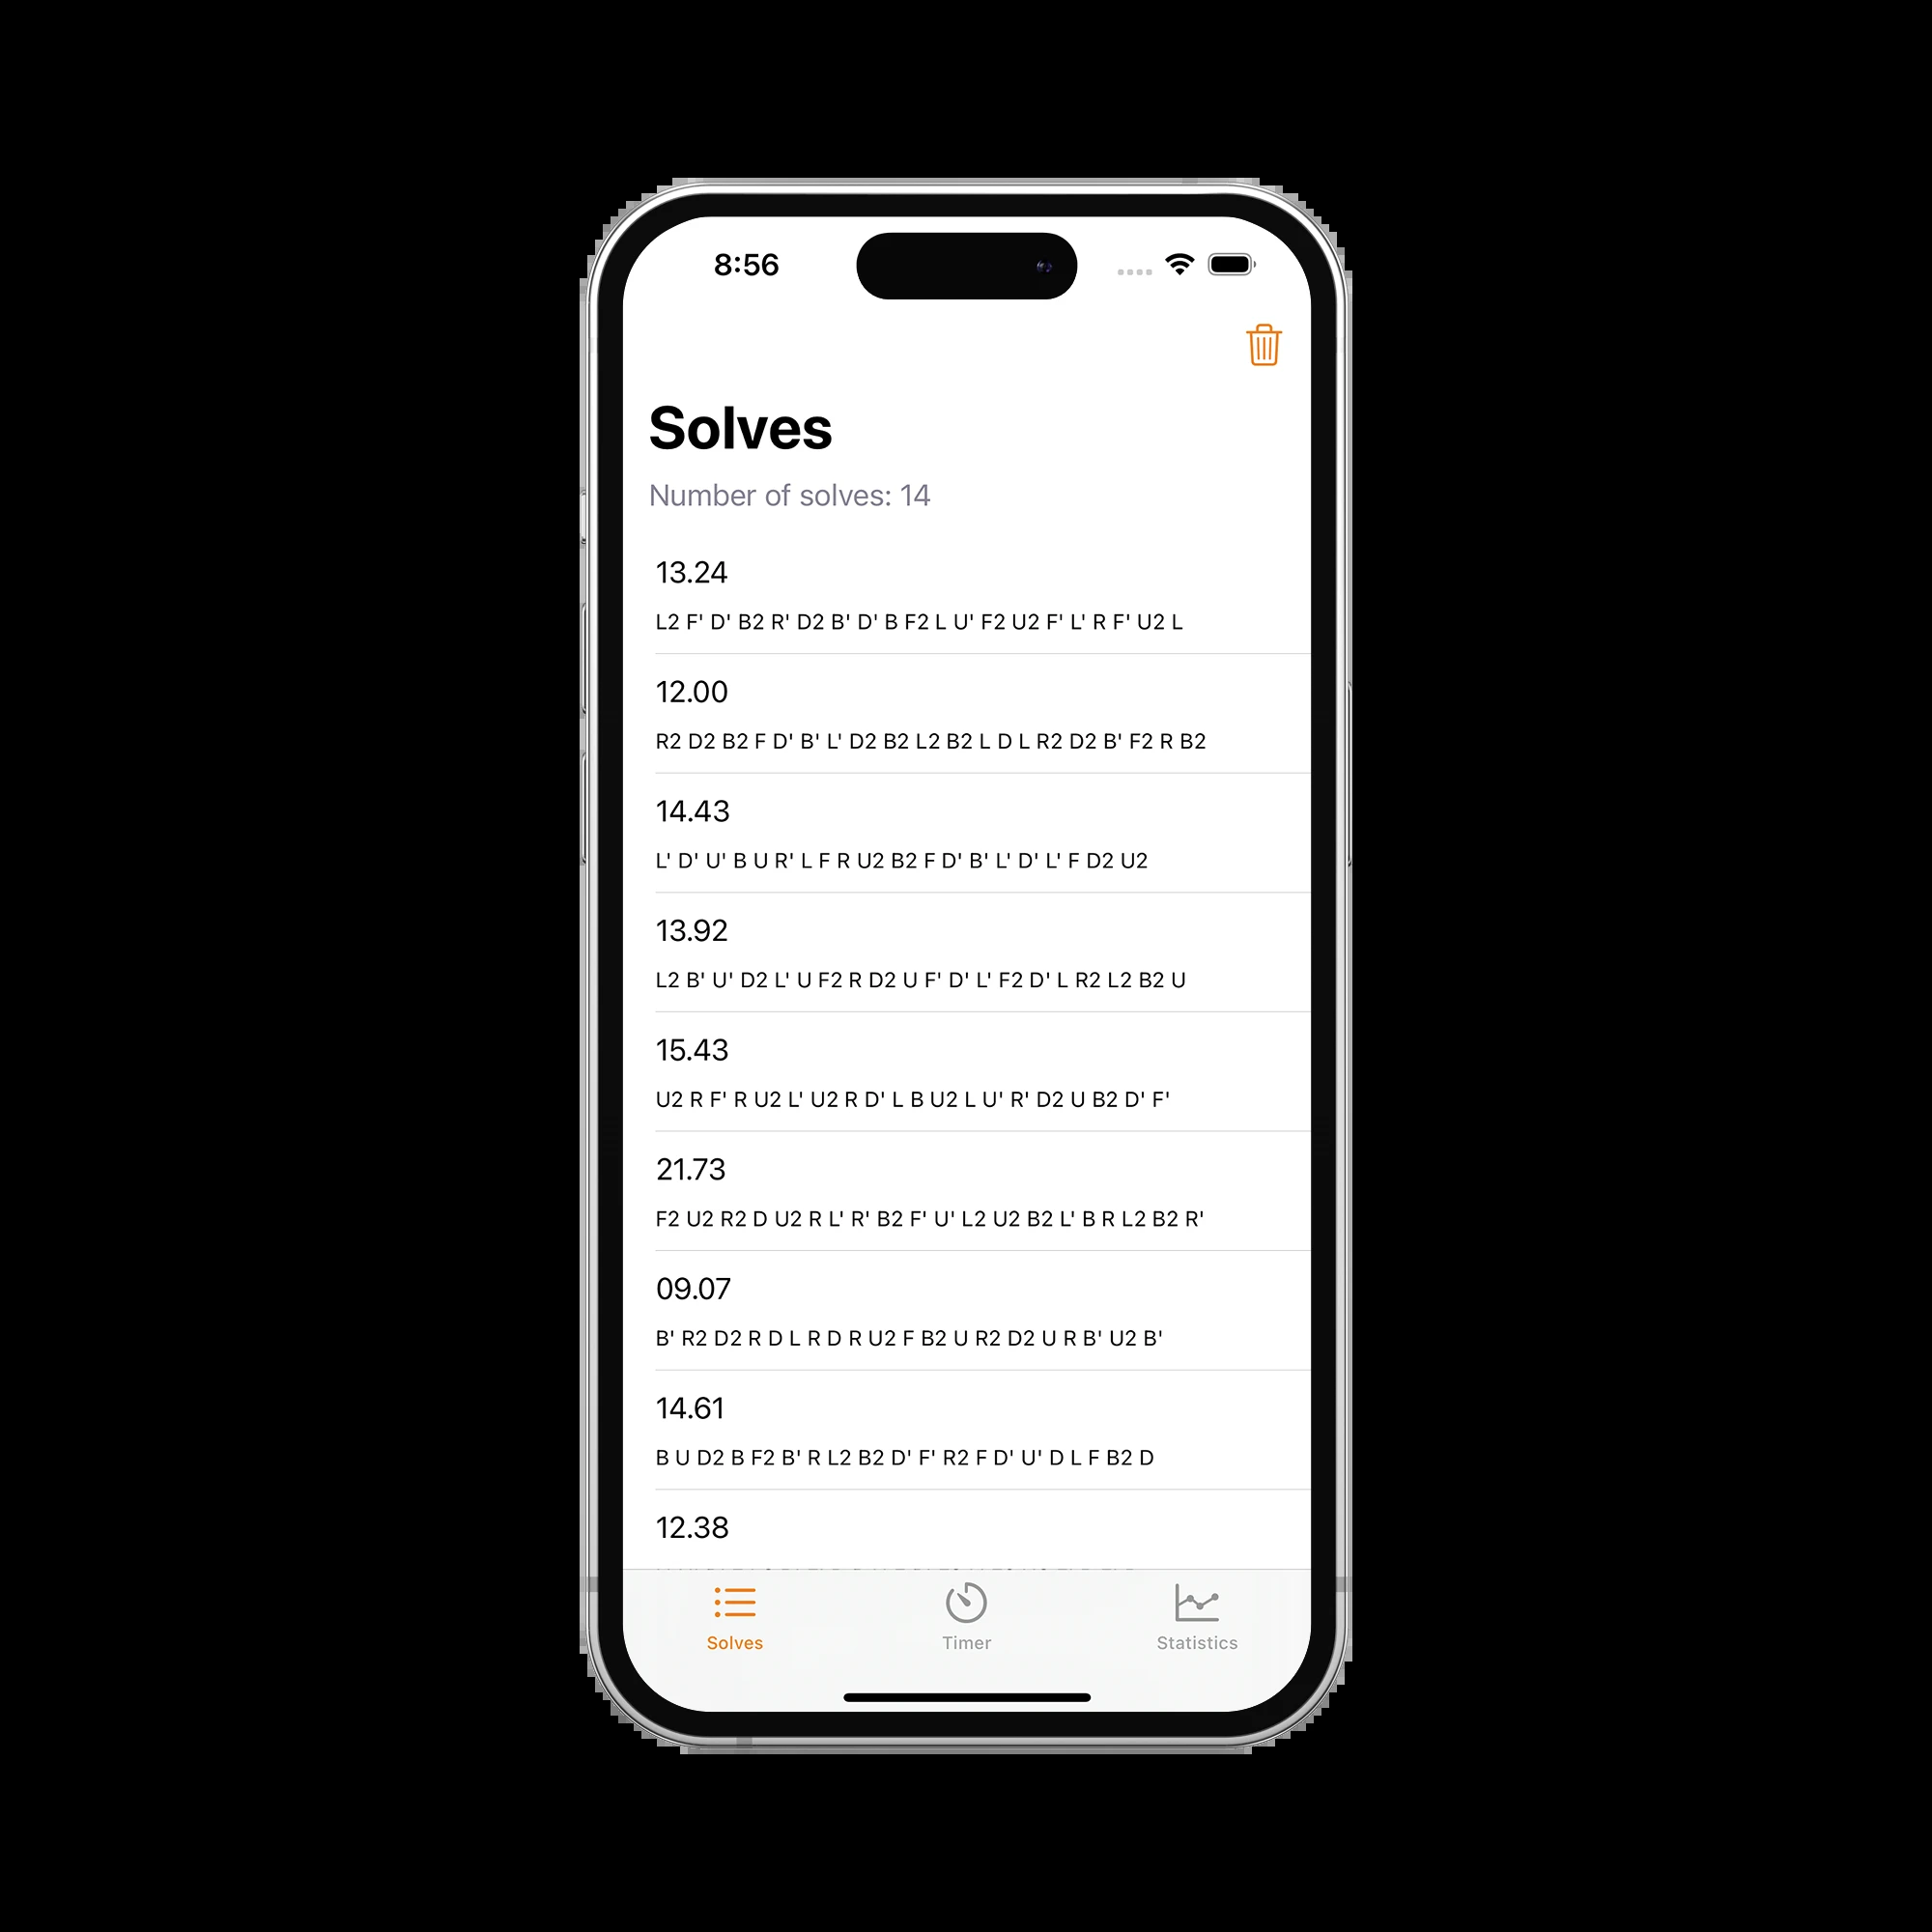 8:56
Solves
Number of solves: 14
13.24
L2 F' D' B2 R' D2 B' D' B F2 L U' F2 U2 F' L' R F' U2 L
12.00
R2 D2 B2 F D' B' L' D2 B2 L2 B2 L D L R2 D2 B' F2 R B2
14.43
L' D' U' B U R' L F R U2 B2 F D' B' L' D' L' F D2 U2
13.92
L2 B' U' D2 L' U F2 R D2 U F' D' L' F2 D' L R2 L2 B2 U
15.43
U2 R F' R U2 L' U2 R D' L B U2 L U' R' D2 U B2 D' F'
21.73
F2 U2 R2 D U2 R L' R' B2 F' U' L2 U2 B2 L' B R L2 B2 R'
09.07
B' R2 D2 R D L R D R U2 F B2 U R2 D2 U R B' U2 B'
14.61
B U D2 B F2 B' R L2 B2 D' F' R2 F D' U' D L F B2 D
12.38
Solves
Timer
Statistics